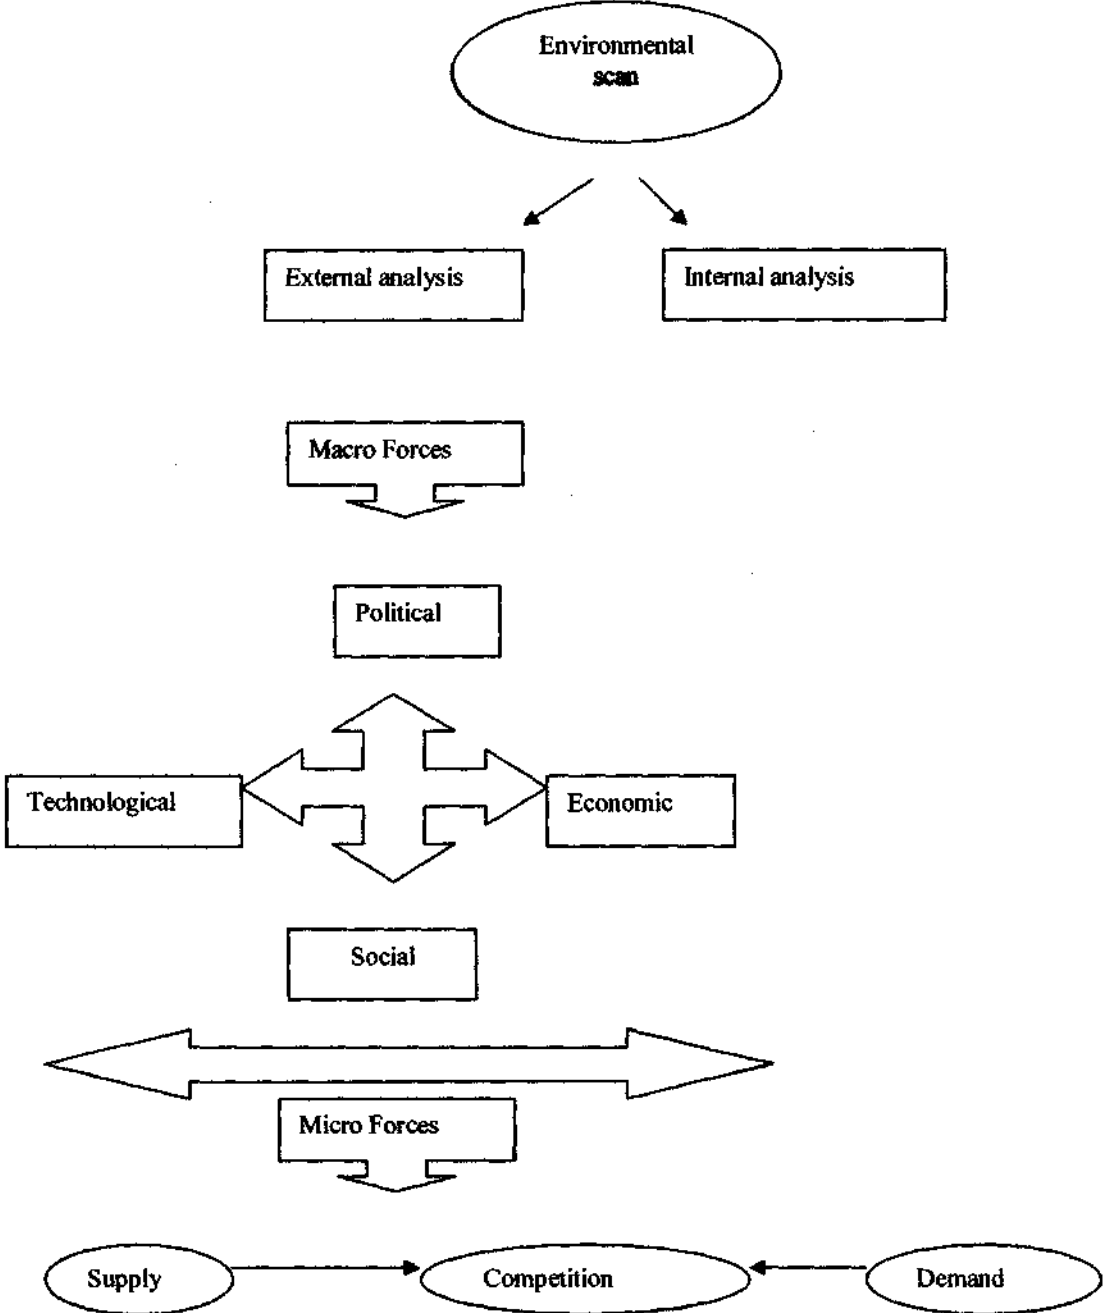 Environmental
scan
External analysis
Internal analysis
Macro Forces
Political
Technological
Economic
Social
Micro Forces
Supply
Competition
Demand